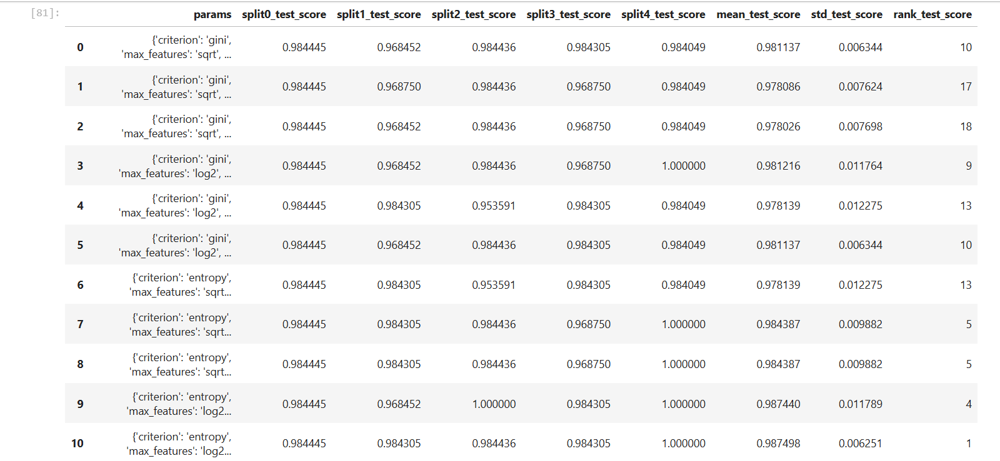 [81]:
params split0_test_score split1_test_score split2_test_score split3_test_score split4_test_score mean_test_score std_test_score rank_test_score
0 {'criterion': 'gini', 'max_features': 'sqrt', ... 0.984445 0.968452 0.984436 0.984305 0.984049 0.981137 0.006344 10
1 {'criterion': 'gini', 'max_features': 'sqrt', ... 0.984445 0.968750 0.984436 0.968750 0.984049 0.978086 0.007624 17
2 {'criterion': 'gini', 'max_features': 'sqrt', ... 0.984445 0.968452 0.984436 0.968750 0.984049 0.978026 0.007698 18
3 {'criterion': 'gini', 'max_features': 'log2', ... 0.984445 0.968452 0.984436 0.968750 1.000000 0.981216 0.011764 9
4 {'criterion': 'gini', 'max_features': 'log2', ... 0.984445 0.984305 0.953591 0.984305 0.984049 0.978139 0.012275 13
5 {'criterion': 'gini', 'max_features': 'log2', ... 0.984445 0.968452 0.984436 0.984305 0.984049 0.981137 0.006344 10
6 {'criterion': 'entropy', 'max_features': 'sqrt... 0.984445 0.984305 0.953591 0.984305 0.984049 0.978139 0.012275 13
7 {'criterion': 'entropy', 'max_features': 'sqrt... 0.984445 0.984305 0.984436 0.968750 1.000000 0.984387 0.009882 5
8 {'criterion': 'entropy', 'max_features': 'sqrt... 0.984445 0.984305 0.984436 0.968750 1.000000 0.984387 0.009882 5
9 {'criterion': 'entropy', 'max_features': 'log2... 0.984445 0.968452 1.000000 0.984305 1.000000 0.987440 0.011789 4
10 {'criterion': 'entropy', 'max_features': 'log2... 0.984445 0.984305 0.984436 0.984305 1.000000 0.987498 0.006251 1